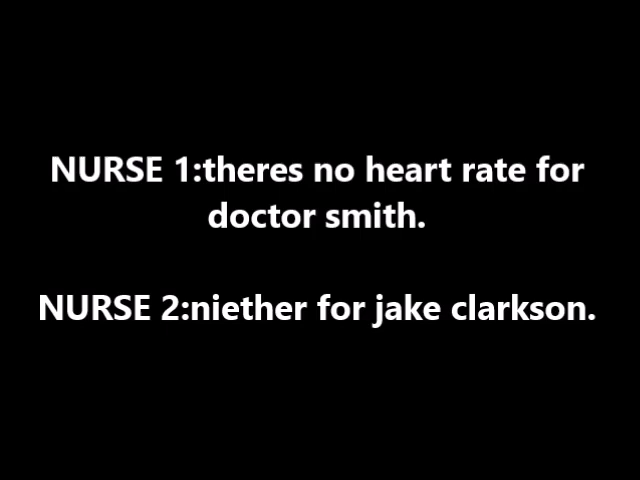 NURSE 1:theres no heart rate for
doctor smith.
NURSE 2:niether for jake clarkson.